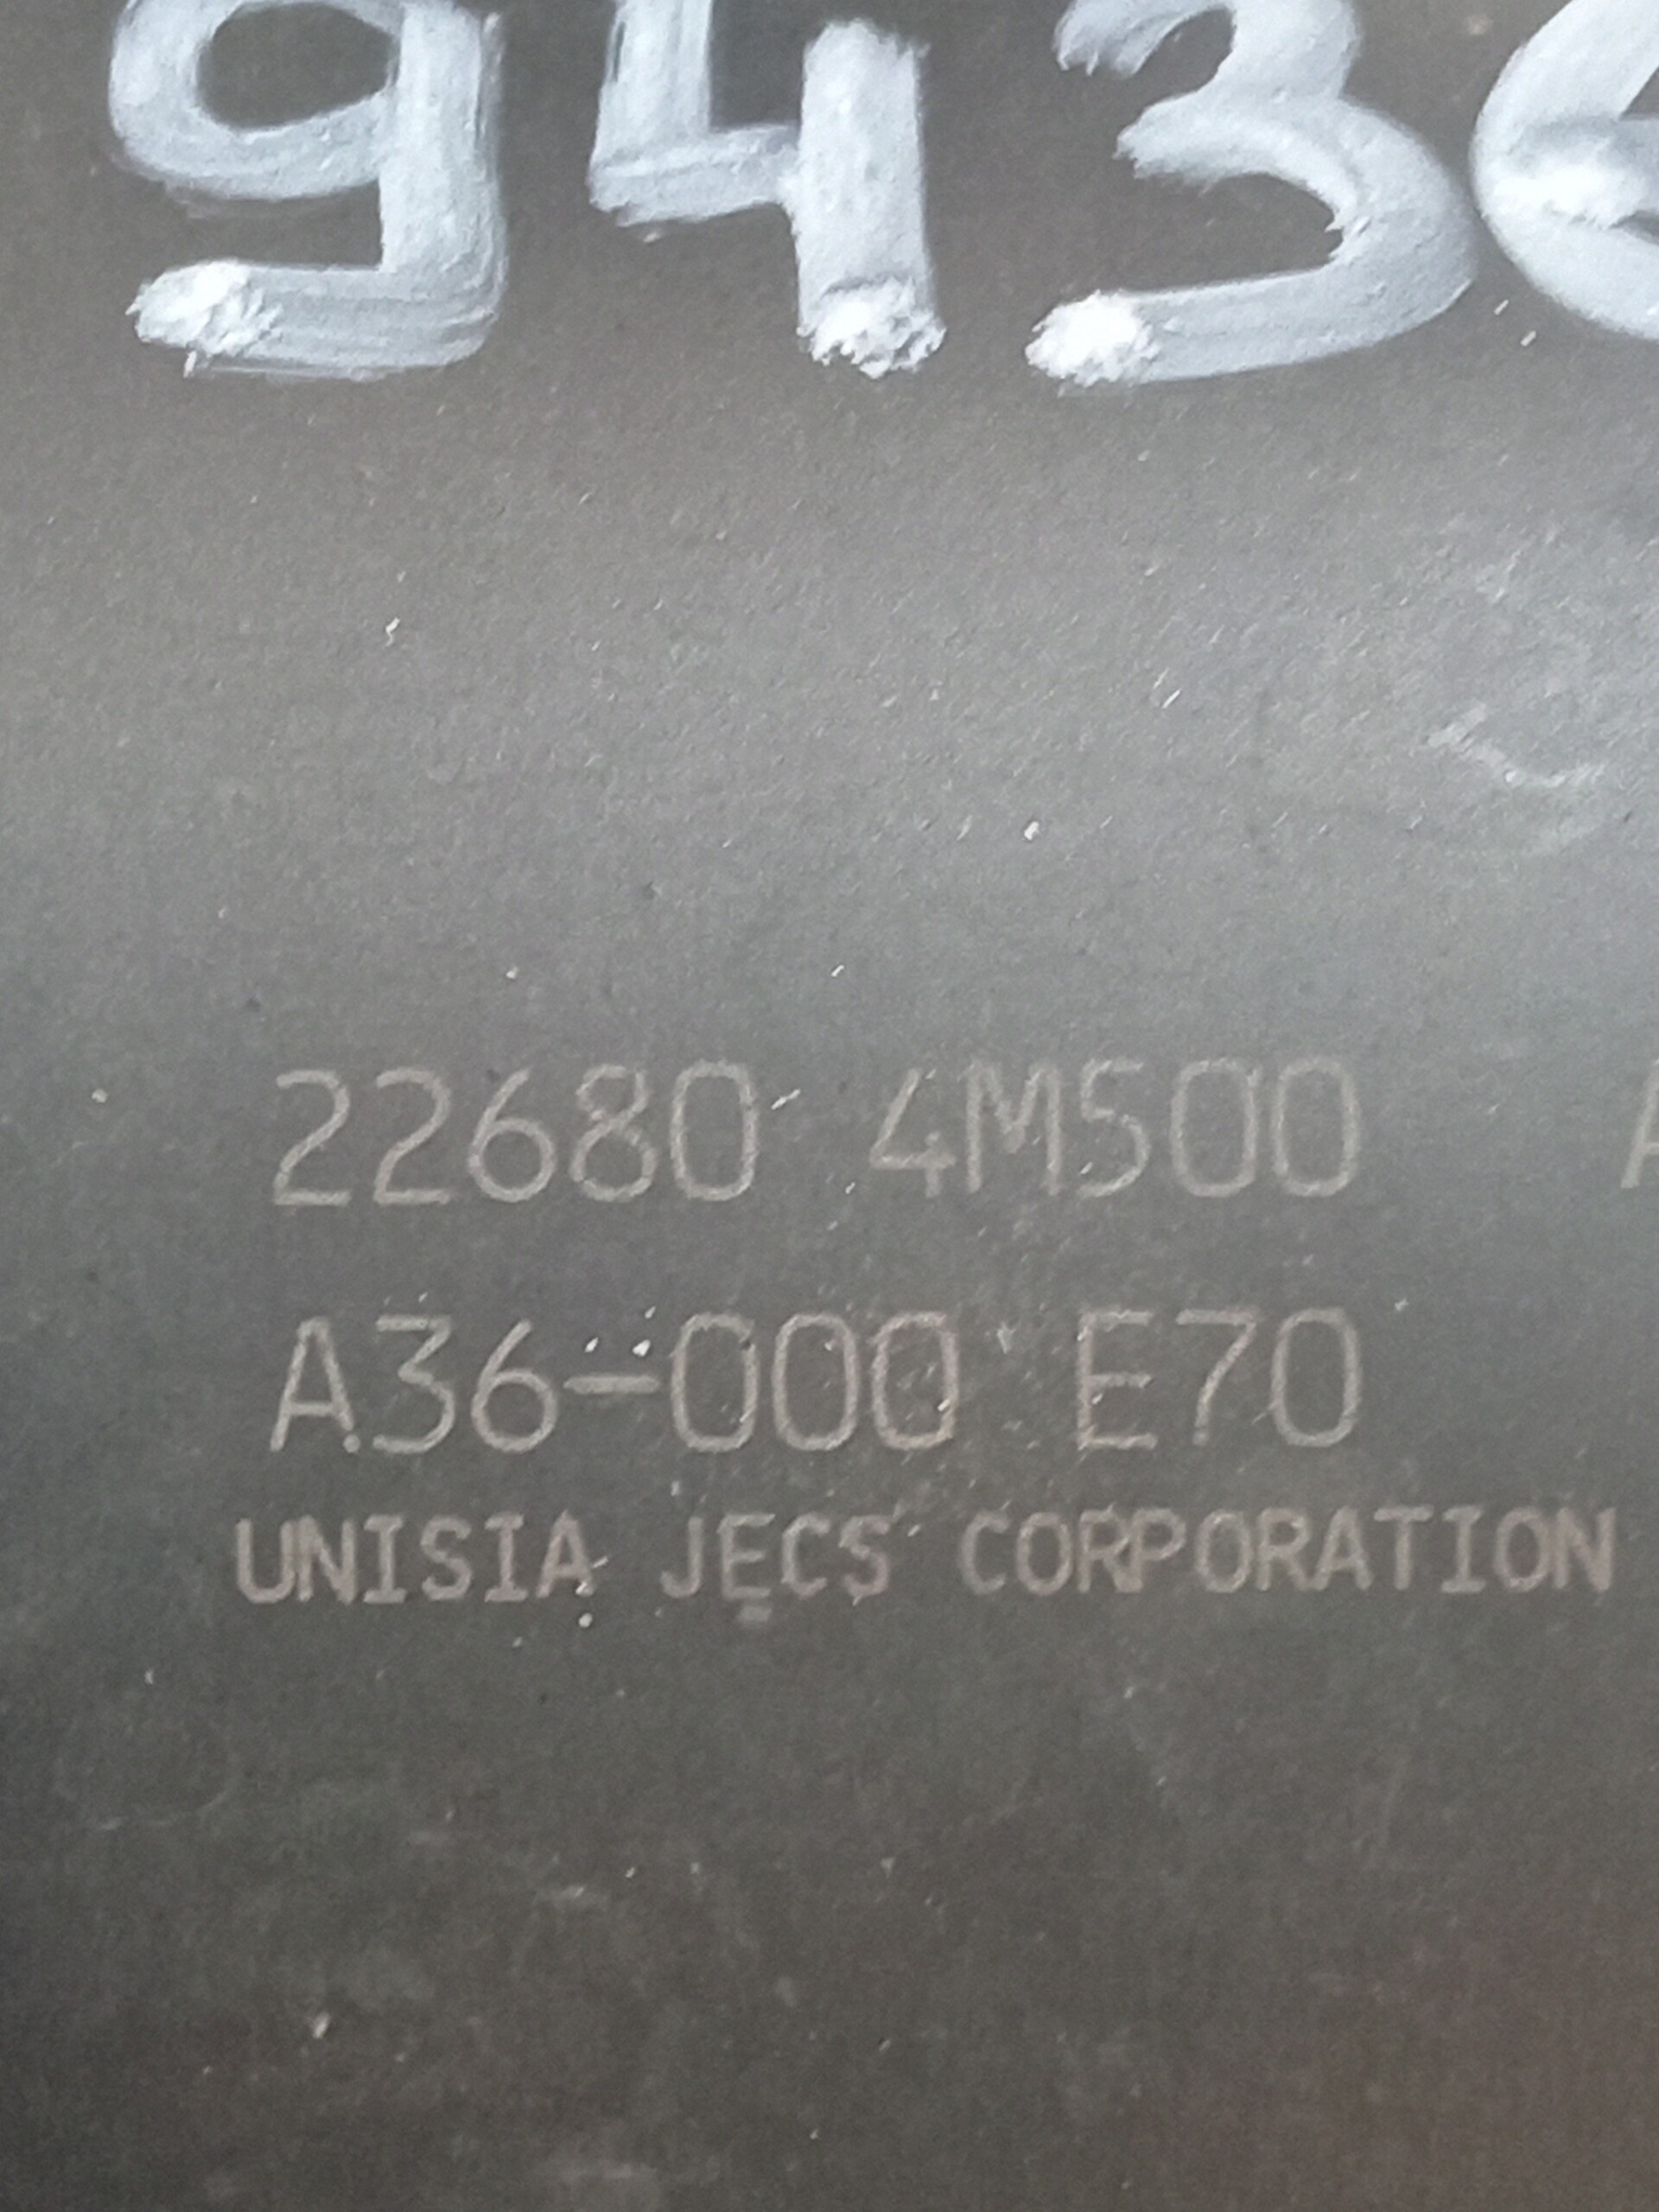 943
22680 4M500 A
A36-000 E70
UNISIA JECS CORPORATION